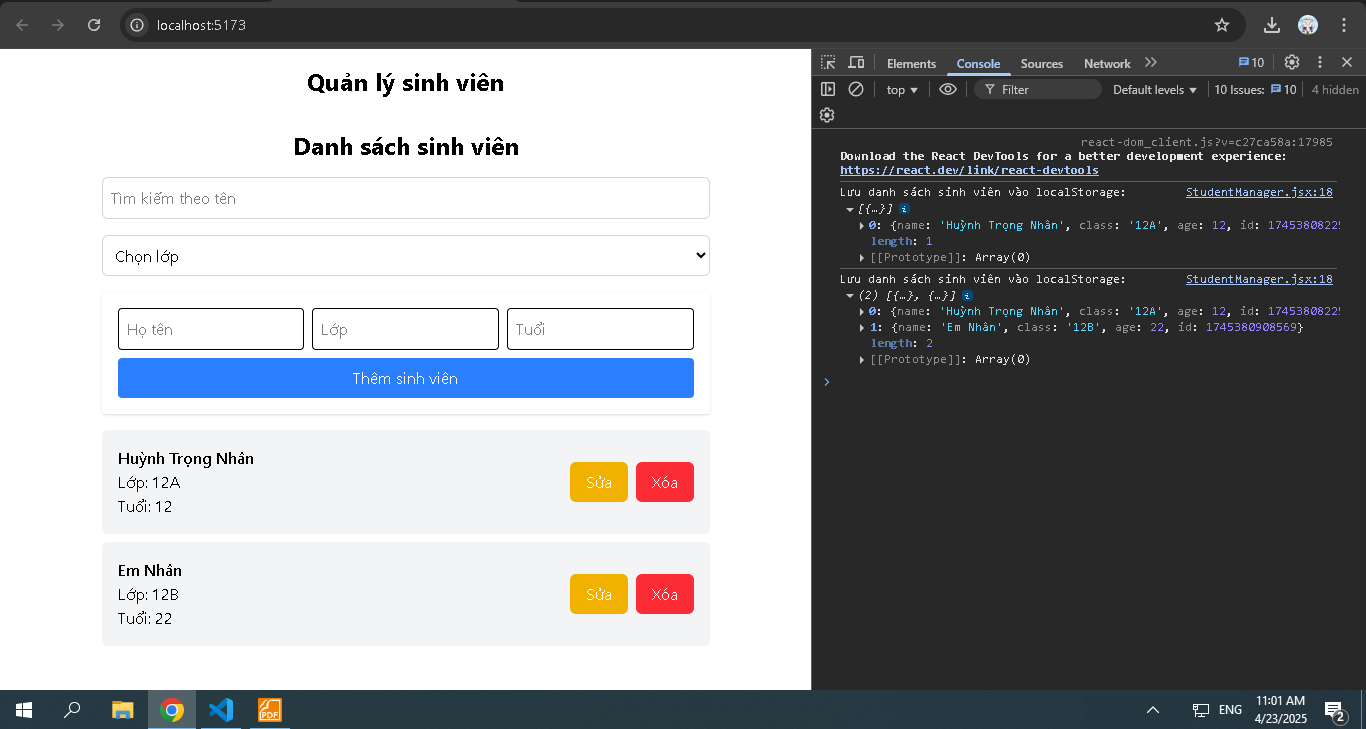 localhost:5173
Quản lý sinh viên
Danh sách sinh viên
Tìm kiếm theo tên
Chọn lớp
Họ tên
Lớp
Tuổi
Thêm sinh viên
Huỳnh Trọng Nhân
Lớp: 12A
Tuổi: 12
Sửa
Xóa
Em Nhân
Lớp: 12B
Tuổi: 22
Sửa
Xóa
Elements Console Sources Network 10
top Filter Default levels 10 Issues: 10 4 hidden
react-dom_client.js?v=c27ca58a:17985
Download the React DevTools for a better development experience:
https://react.dev/link/react-devtools
Lưu danh sách sinh viên vào localStorage: StudentManager.jsx:18
[{…}] i
0: {name: 'Huỳnh Trọng Nhân', class: '12A', age: 12, id: 1745380822
length: 1
[[Prototype]]: Array(0)
Lưu danh sách sinh viên vào localStorage: StudentManager.jsx:18
(2) [{…}, {…}] i
0: {name: 'Huỳnh Trọng Nhân', class: '12A', age: 12, id: 1745380822
1: {name: 'Em Nhân', class: '12B', age: 22, id: 1745380908569}
length: 2
[[Prototype]]: Array(0)
PDF
ENG
11:01 AM
4/23/2025
2